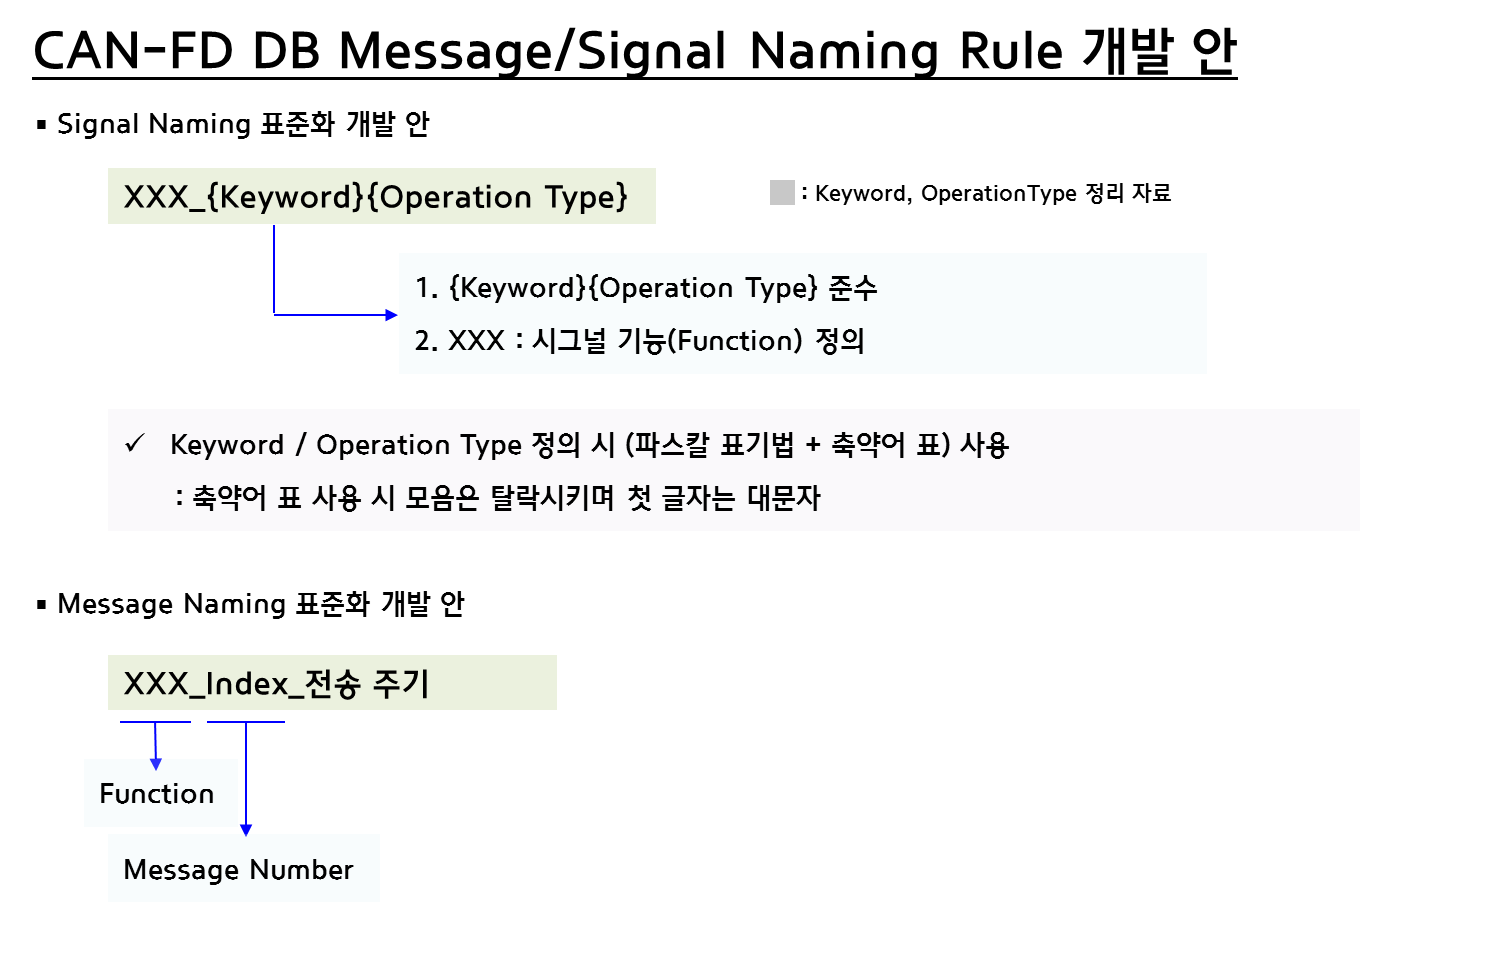 CAN-FD DB Message/Signal Naming Rule 개발 안
▪ Signal Naming 표준화 개발 안
XXX_{Keyword}{Operation Type}
: Keyword, OperationType 정리 자료
1. {Keyword}{Operation Type} 준수
2. XXX : 시그널 기능(Function) 정의
✓ Keyword / Operation Type 정의 시 (파스칼 표기법 + 축약어 표) 사용
: 축약어 표 사용 시 모음은 탈락시키며 첫 글자는 대문자
▪ Message Naming 표준화 개발 안
XXX_Index_전송 주기
Function
Message Number